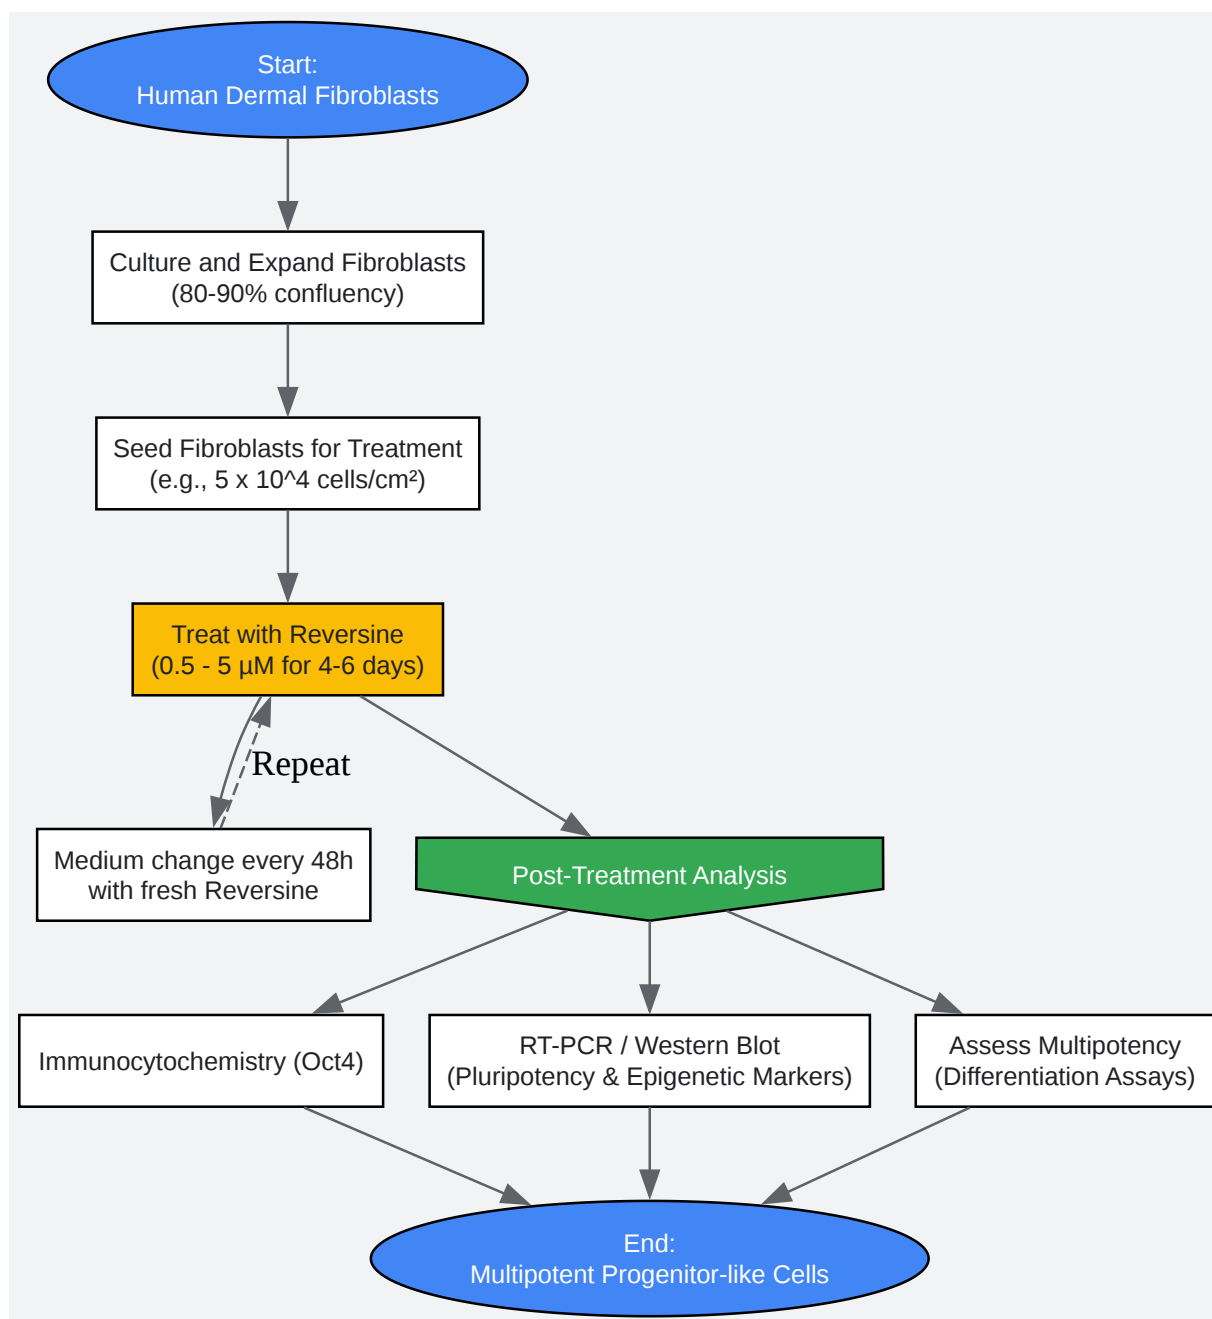 Start:
Human Dermal Fibroblasts
Culture and Expand Fibroblasts
(80-90% confluency)
Seed Fibroblasts for Treatment
(e.g., 5 x 10^4 cells/cm²)
Treat with Reversine
(0.5 - 5 µM for 4-6 days)
Repeat
Medium change every 48h
with fresh Reversine
Post-Treatment Analysis
Immunocytochemistry (Oct4)
RT-PCR / Western Blot
(Pluripotency & Epigenetic Markers)
Assess Multipotency
(Differentiation Assays)
End:
Multipotent Progenitor-like Cells